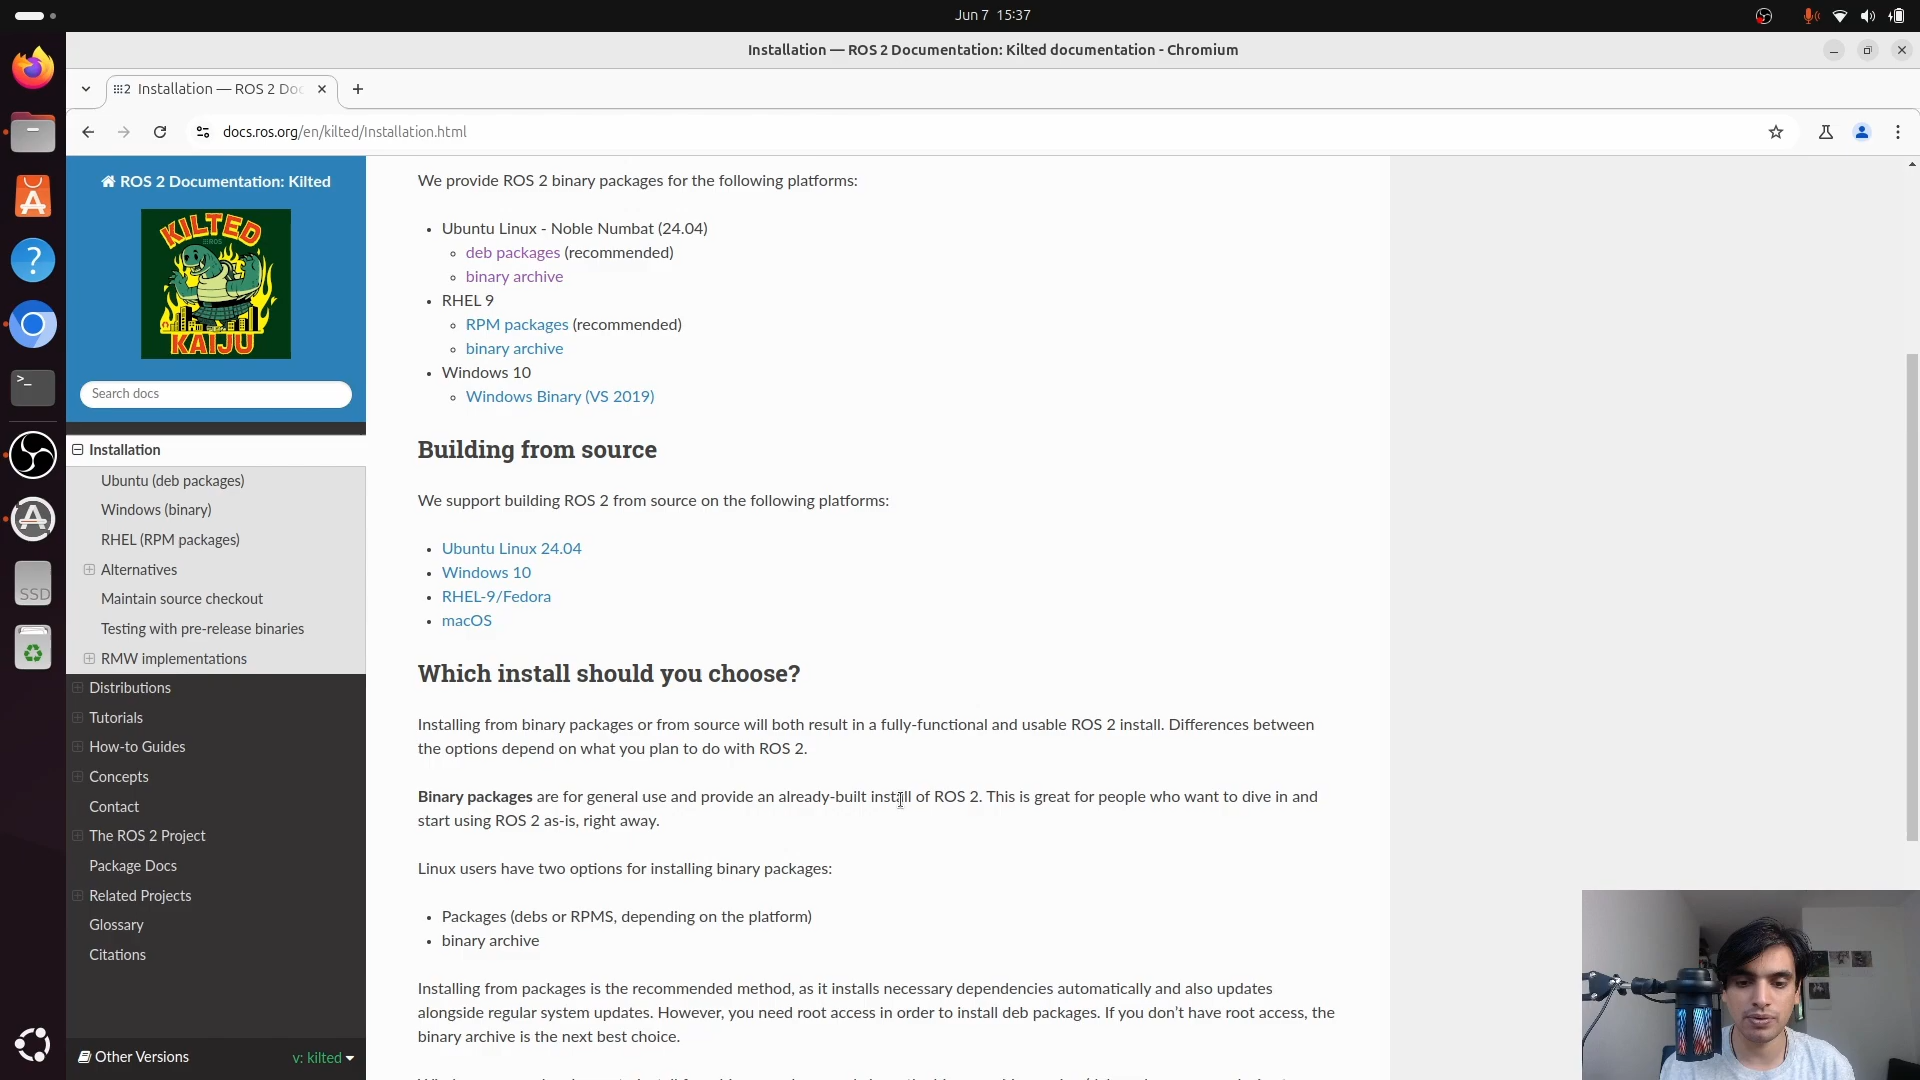 Jun 7 15:37
Installation — ROS 2 Documentation: Kilted documentation - Chromium
Installation — ROS 2 Doc
docs.ros.org/en/kilted/Installation.html
ROS 2 Documentation: Kilted
KILTED
ROS
KAIJU
Search docs
Installation
Ubuntu (deb packages)
Windows (binary)
RHEL (RPM packages)
Alternatives
Maintain source checkout
Testing with pre-release binaries
RMW implementations
Distributions
Tutorials
How-to Guides
Concepts
Contact
The ROS 2 Project
Package Docs
Related Projects
Glossary
Citations
Other Versions
v: kilted
SSD
We provide ROS 2 binary packages for the following platforms:
Ubuntu Linux - Noble Numbat (24.04)
deb packages (recommended)
binary archive
RHEL 9
RPM packages (recommended)
binary archive
Windows 10
Windows Binary (VS 2019)
Building from source
We support building ROS 2 from source on the following platforms:
Ubuntu Linux 24.04
Windows 10
RHEL-9/Fedora
macOS
Which install should you choose?
Installing from binary packages or from source will both result in a fully-functional and usable ROS 2 install. Differences between
the options depend on what you plan to do with ROS 2.
Binary packages are for general use and provide an already-built install of ROS 2. This is great for people who want to dive in and
start using ROS 2 as-is, right away.
Linux users have two options for installing binary packages:
Packages (debs or RPMS, depending on the platform)
binary archive
Installing from packages is the recommended method, as it installs necessary dependencies automatically and also updates
alongside regular system updates. However, you need root access in order to install deb packages. If you don't have root access, the
binary archive is the next best choice.